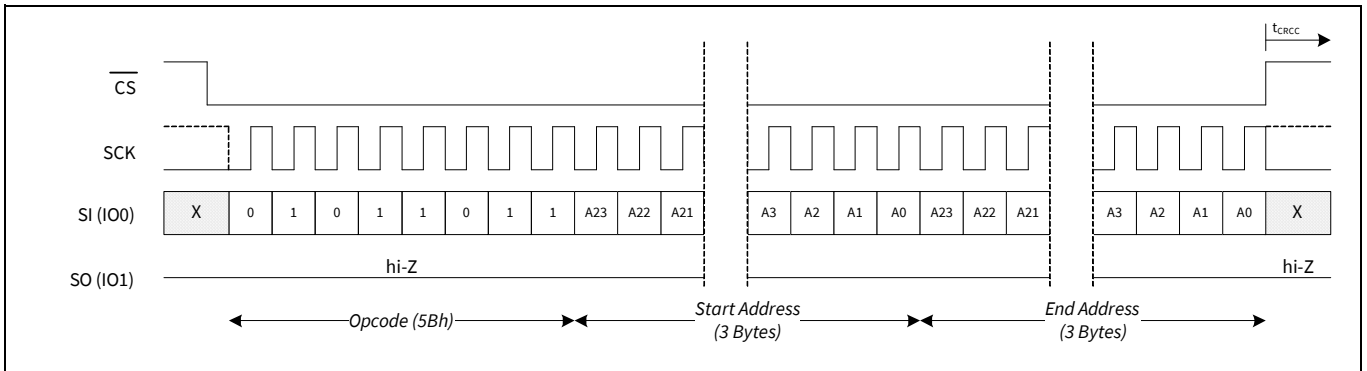 tCRCC
CS
SCK
SI (IO0) X 0 1 0 1 1 0 1 1 A23 A22 A21 A3 A2 A1 A0 A23 A22 A21 A3 A2 A1 A0 X
hi-Z hi-Z
SO (IO1)
Opcode (5Bh) Start Address End Address
(3 Bytes) (3 Bytes)